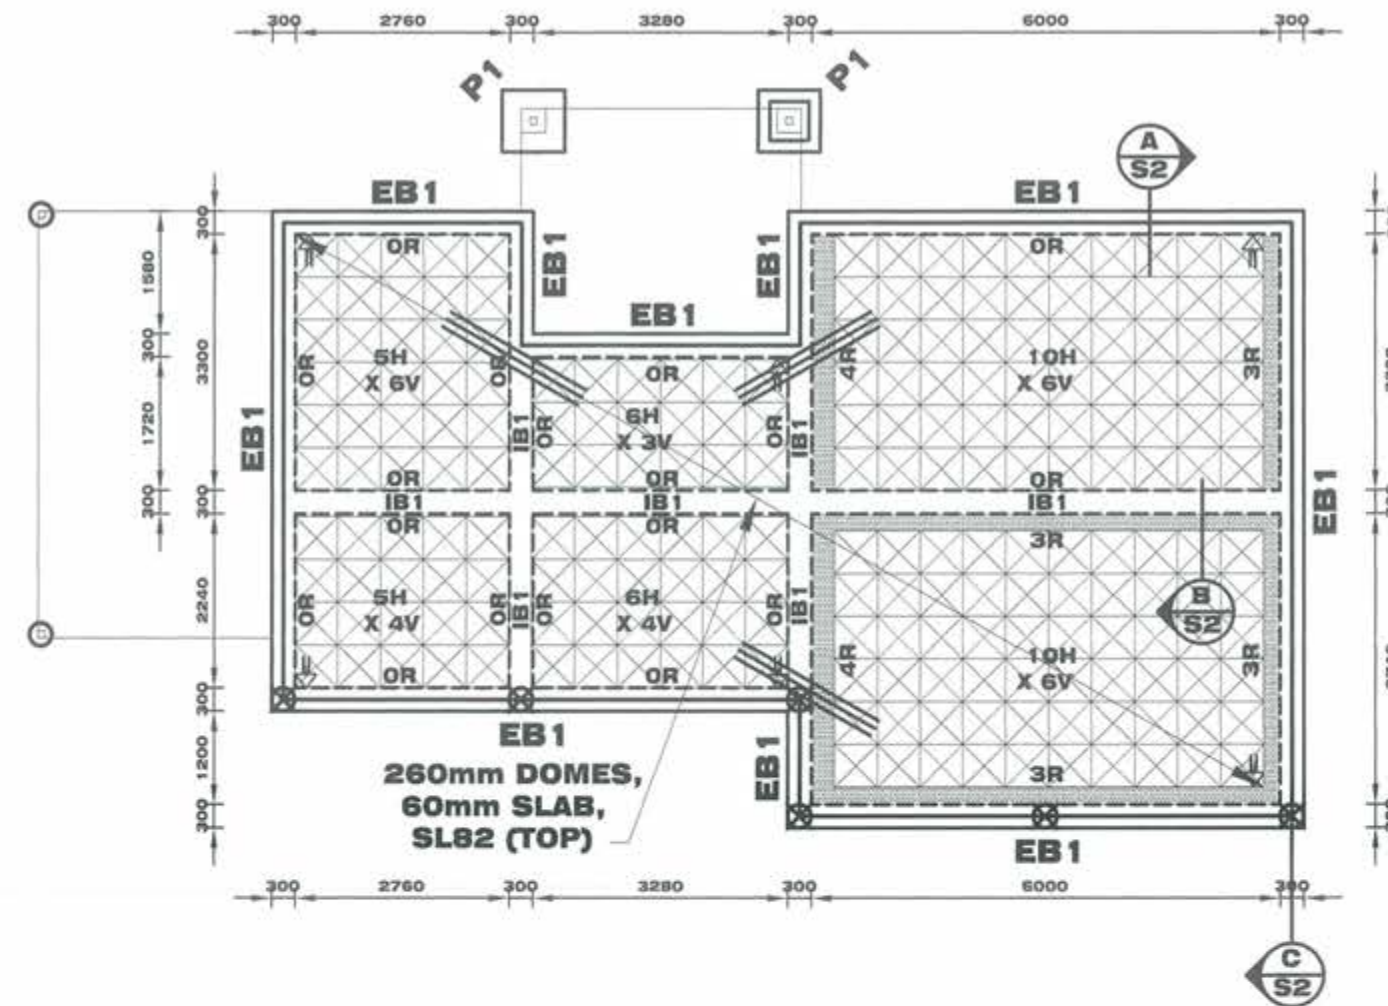 300 2760 300 3280 300 6000 300
P1
P1
A
S2
EB1
EB1
300
1580
300
1720
300
3300
300
2240
300
1200
300
EB1
EB1
EB1
EB1
EB1
EB1
OR
OR
5H
X 6V
OR
OR
OR
OR
6H
X 3V
OR
OR
OR
4R
10H
X 6V
3R
OR
IB1
IB1
IB1
IB1
IB1
OR
OR
5H
X 4V
OR
OR
IB1
OR
OR
6H
X 4V
OR
OR
IB1
3R
4R
10H
X 6V
3R
3R
B
S2
EB1
EB1
260mm DOMES,
60mm SLAB,
SL82 (TOP)
300 2760 300 3280 300 6000 300
C
S2